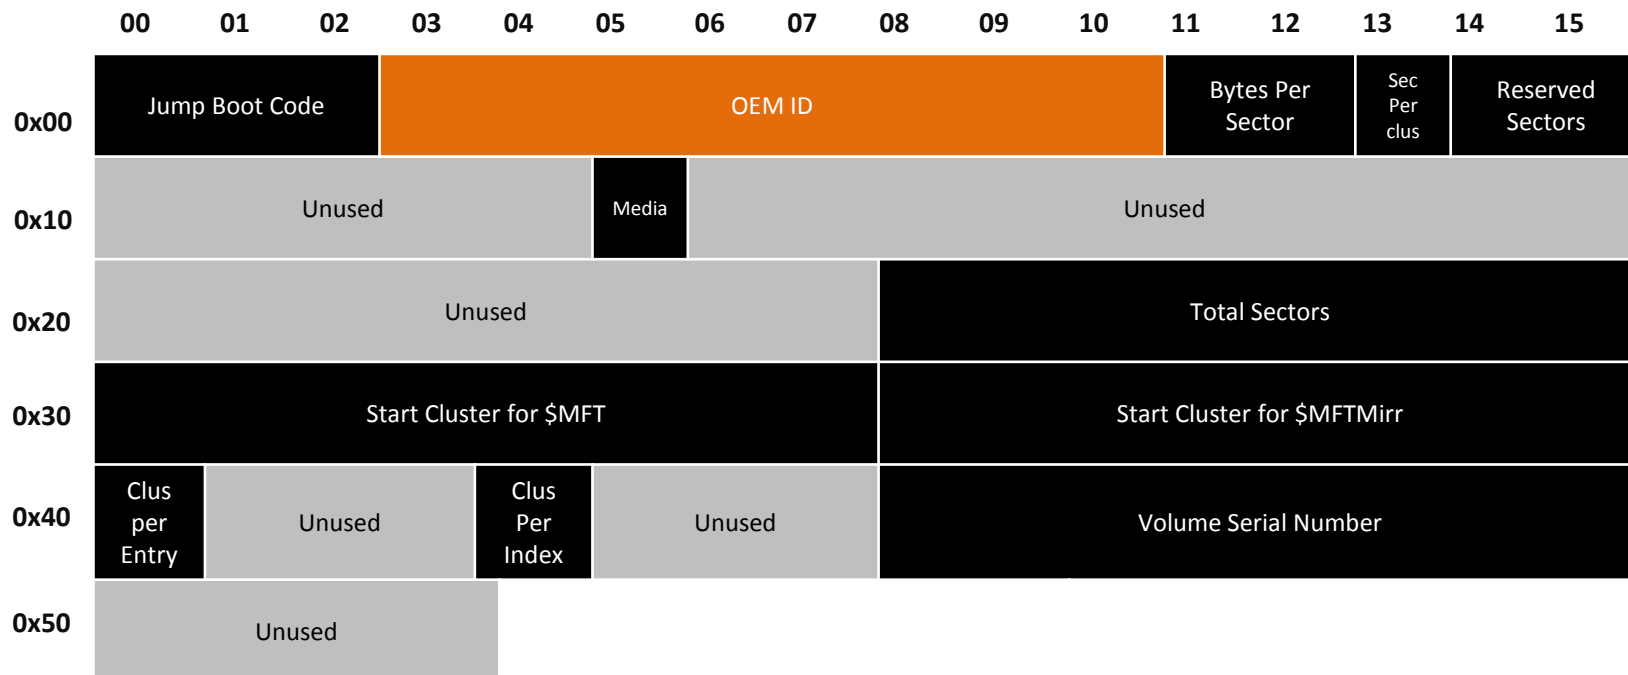 00 01 02 03 04 05 06 07 08 09 10 11 12 13 14 15
0x00
Jump Boot Code
OEM ID
Bytes Per
Sector
Sec
Per
clus
Reserved
Sectors
0x10
Unused
Media
Unused
0x20
Unused
Total Sectors
0x30
Start Cluster for $MFT
Start Cluster for $MFTMirr
0x40
Clus
per
Entry
Unused
Clus
Per
Index
Unused
Volume Serial Number
0x50
Unused